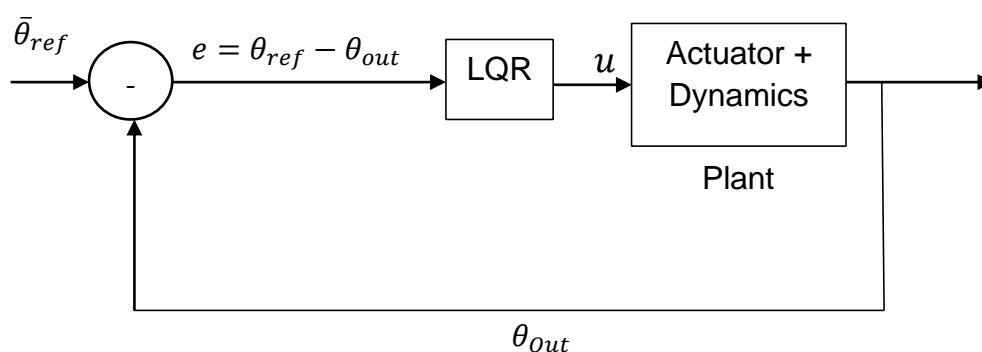 θ̄_ref
e = θ_ref − θ_out
-
LQR
u
Actuator +
Dynamics
Plant
θ_Out